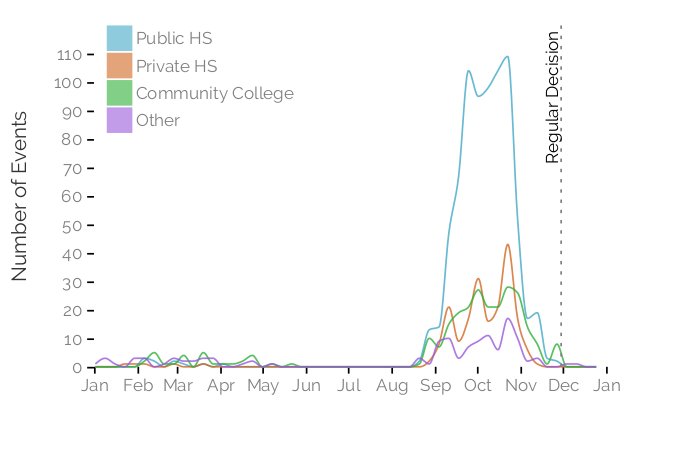 Public HS
Private HS
Community College
Other
Number of Events
110
100
90
80
70
60
50
40
30
20
10
0
Regular Decision
Jan Feb Mar Apr May Jun Jul Aug Sep Oct Nov Dec Jan